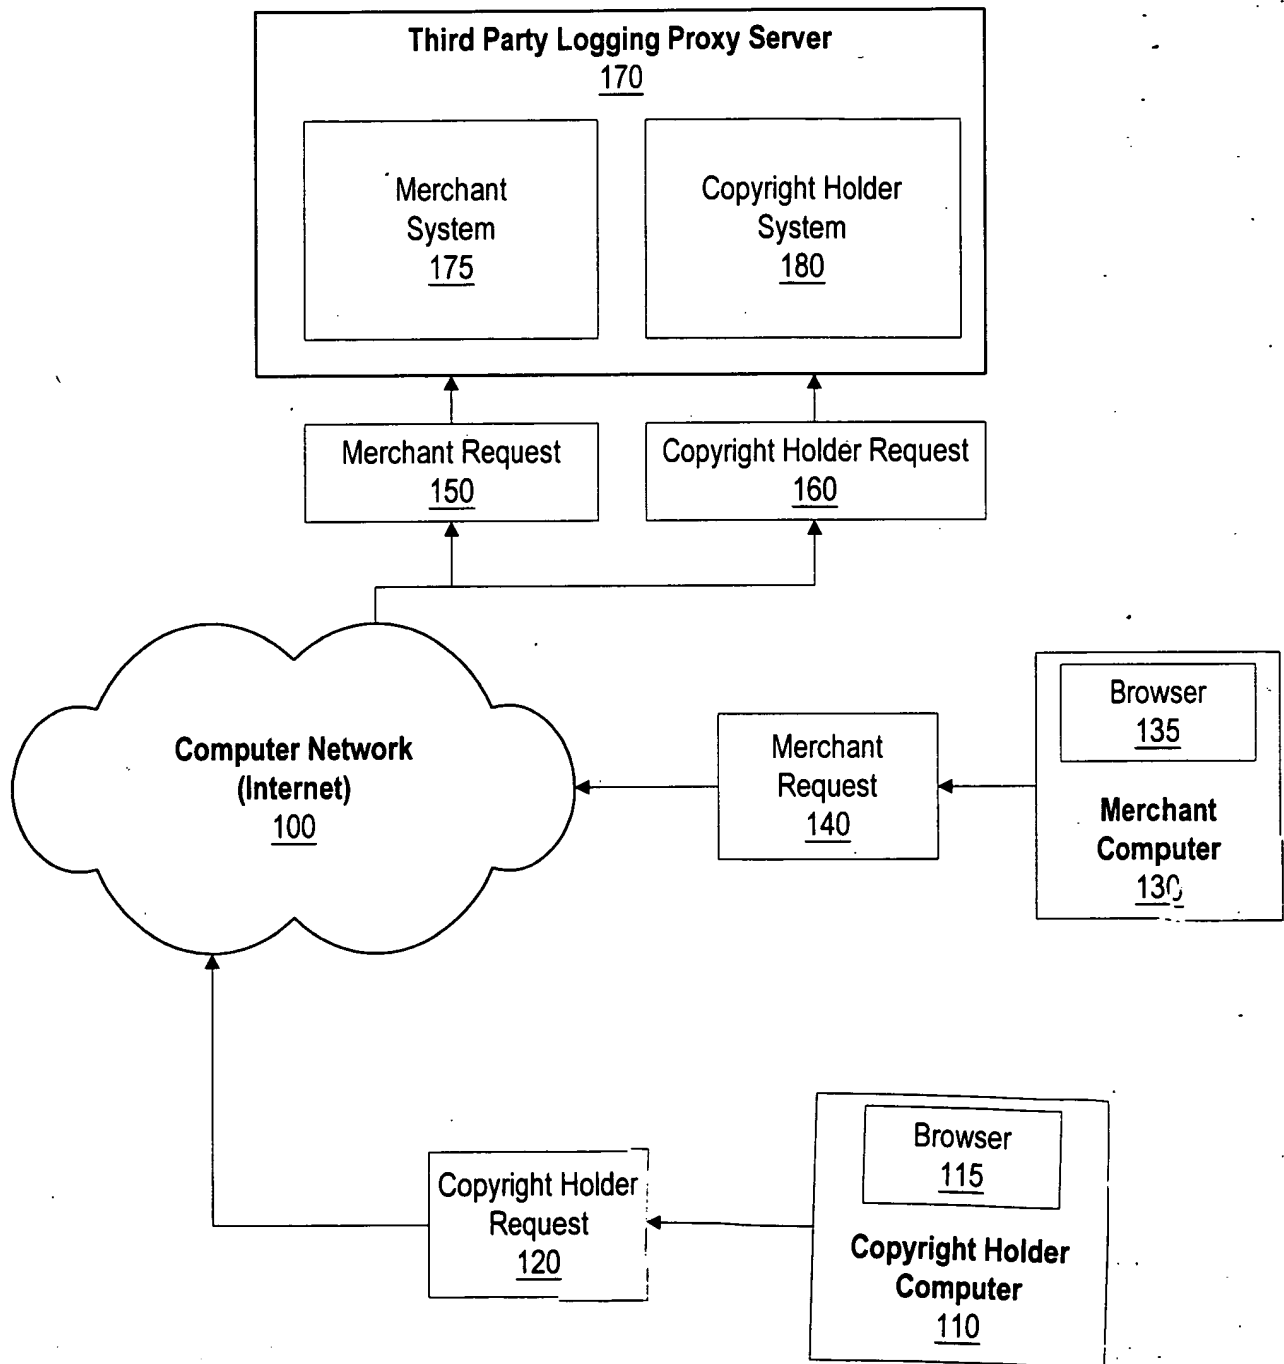 Third Party Logging Proxy Server
170
Merchant
System
175
Copyright Holder
System
180
Merchant Request
150
Copyright Holder Request
160
Computer Network
(Internet)
100
Merchant
Request
140
Browser
135
Merchant
Computer
130
Copyright Holder
Request
120
Browser
115
Copyright Holder
Computer
110